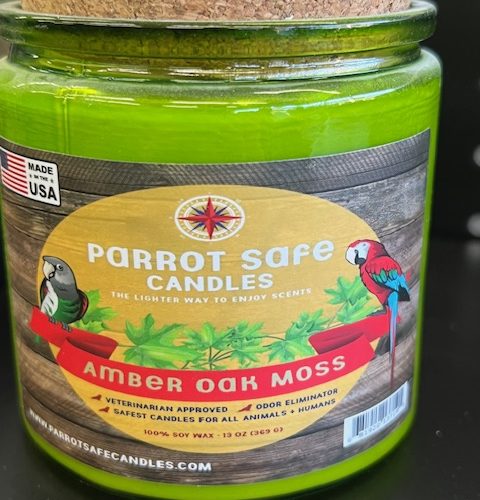 MADE
IN THE
USA
PARROT SAFE
CANDLES
THE LIGHTER WAY TO ENJOY SCENTS
AMBER OAK MOSS
VETERINARIAN APPROVED ODOR ELIMINATOR
SAFEST CANDLES FOR ALL ANIMALS + HUMANS
100% SOY WAX - 13 OZ (369 G)
WWW.PARROTSAFECANDLES.COM